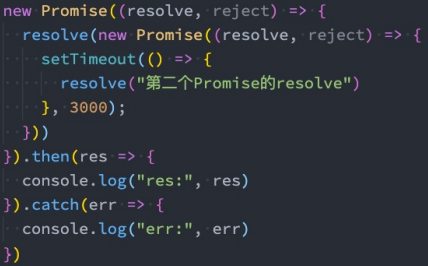 new Promise((resolve, reject) => {
  resolve(new Promise((resolve, reject) => {
    setTimeout(() => {
      resolve("第二个Promise的resolve")
    }, 3000);
  }))
}).then(res => {
  console.log("res:", res)
}).catch(err => {
  console.log("err:", err)
})